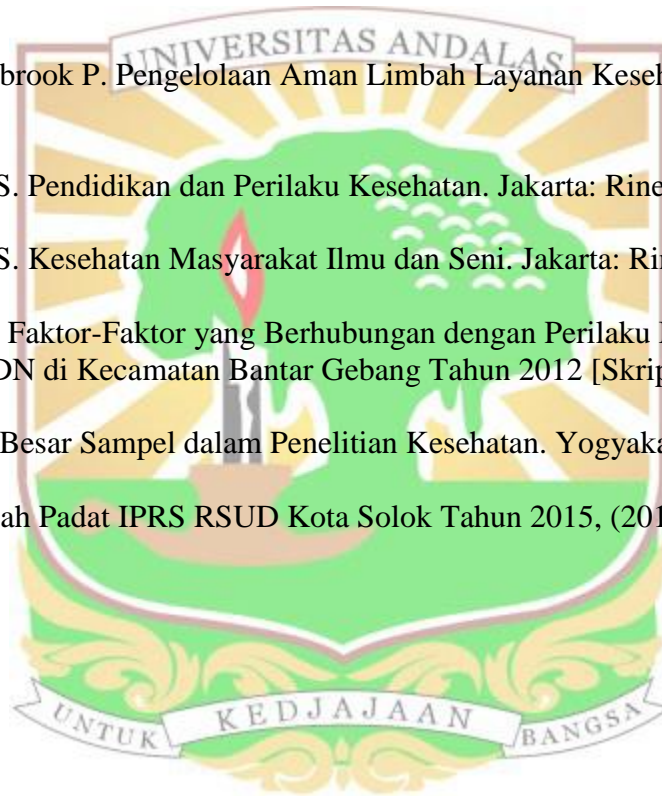 UNIVERSITAS ANDALAS
brook P. Pengelolaan Aman Limbah Layanan Keseh
S. Pendidikan dan Perilaku Kesehatan. Jakarta: Rine
S. Kesehatan Masyarakat Ilmu dan Seni. Jakarta: Rin
Faktor-Faktor yang Berhubungan dengan Perilaku
DN di Kecamatan Bantar Gebang Tahun 2012 [Skrip
Besar Sampel dalam Penelitian Kesehatan. Yogyaka
ah Padat IPRS RSUD Kota Solok Tahun 2015, (201
UNTUK KEDJAJAAN BANGSA